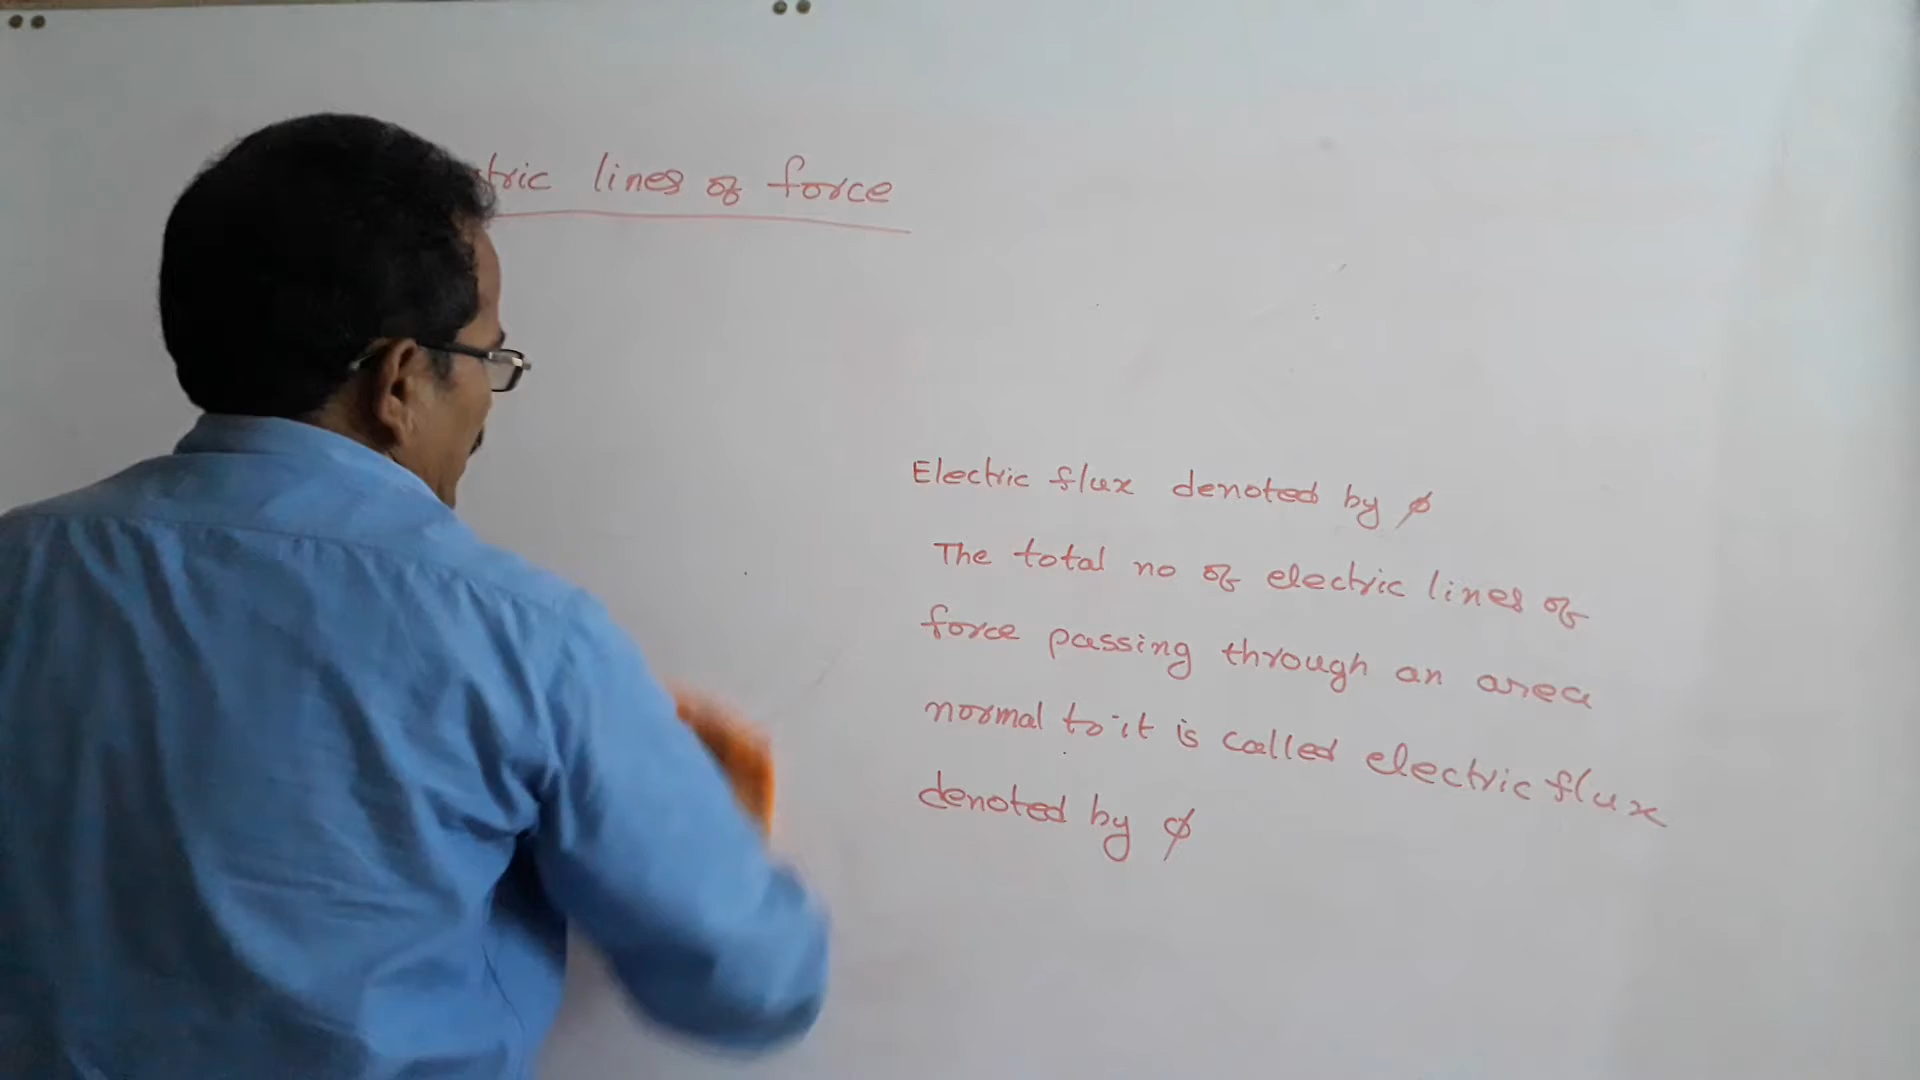 tric lines of force
Electric flux denoted by ϕ
The total no of electric lines of
force passing through an area
normal to it is called electric flux
denoted by ϕ